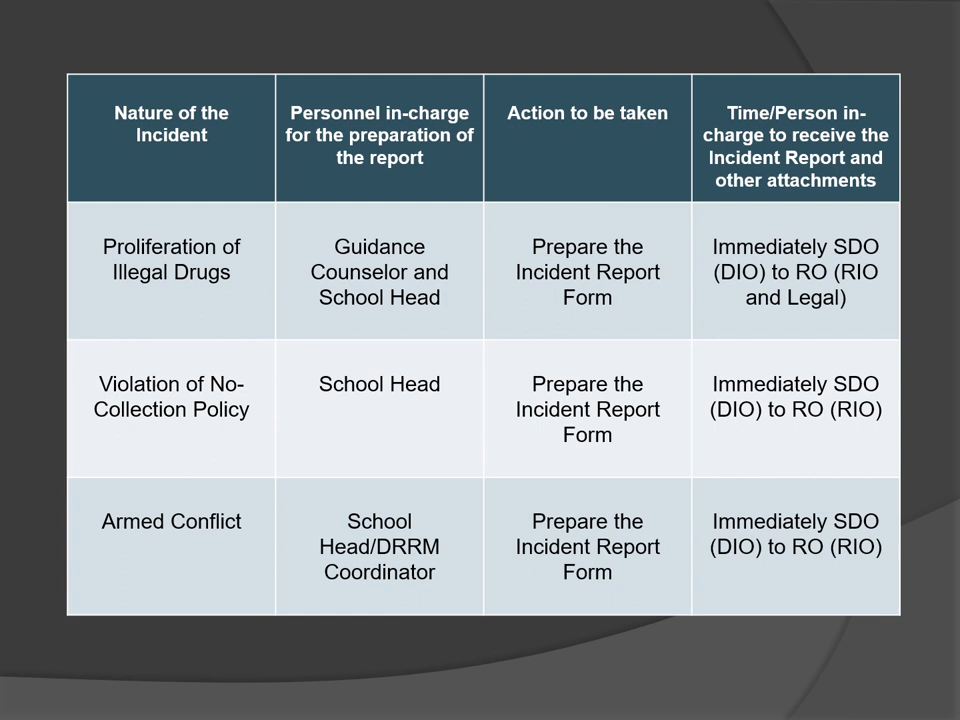 Nature of the
Incident
Personnel in-charge
for the preparation of
the report
Action to be taken
Time/Person in-
charge to receive the
Incident Report and
other attachments
Proliferation of
Illegal Drugs
Guidance
Counselor and
School Head
Prepare the
Incident Report
Form
Immediately SDO
(DIO) to RO (RIO
and Legal)
Violation of No-
Collection Policy
School Head
Prepare the
Incident Report
Form
Immediately SDO
(DIO) to RO (RIO)
Armed Conflict
School
Head/DRRM
Coordinator
Prepare the
Incident Report
Form
Immediately SDO
(DIO) to RO (RIO)